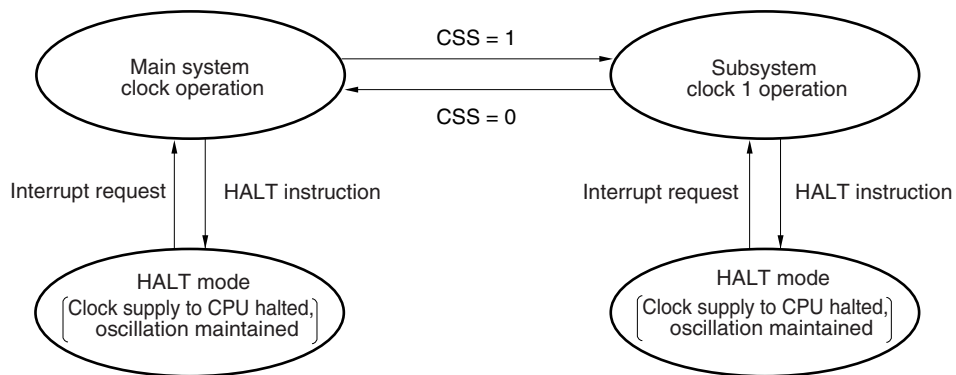 Main system
clock operation
CSS = 1
CSS = 0
Subsystem
clock 1 operation
Interrupt request
HALT instruction
Interrupt request
HALT instruction
HALT mode
Clock supply to CPU halted,
oscillation maintained
HALT mode
Clock supply to CPU halted,
oscillation maintained